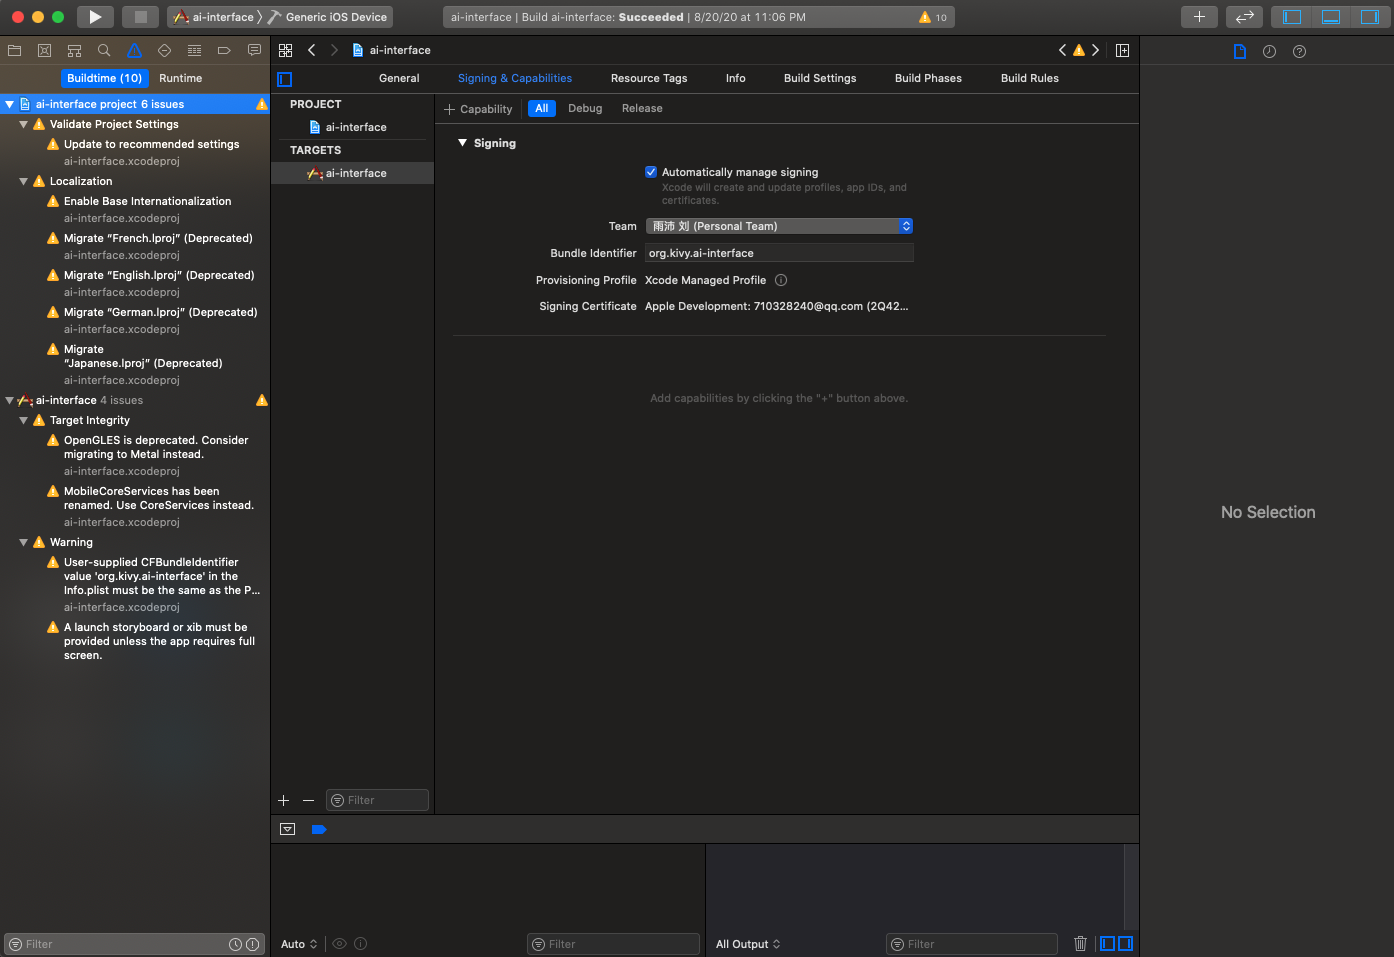 ai-interface 〉 Generic iOS Device
ai-interface | Build ai-interface: Succeeded | 8/20/20 at 11:06 PM
10
ai-interface
Buildtime (10) Runtime
General Signing & Capabilities Resource Tags Info Build Settings Build Phases Build Rules
ai-interface project 6 issues
Validate Project Settings
Update to recommended settings
ai-interface.xcodeproj
Localization
Enable Base Internationalization
ai-interface.xcodeproj
Migrate “French.lproj” (Deprecated)
ai-interface.xcodeproj
Migrate “English.lproj” (Deprecated)
ai-interface.xcodeproj
Migrate “German.lproj” (Deprecated)
ai-interface.xcodeproj
Migrate
“Japanese.lproj” (Deprecated)
ai-interface.xcodeproj
ai-interface 4 issues
Target Integrity
OpenGLES is deprecated. Consider
migrating to Metal instead.
ai-interface.xcodeproj
MobileCoreServices has been
renamed. Use CoreServices instead.
ai-interface.xcodeproj
Warning
User-supplied CFBundleIdentifier
value 'org.kivy.ai-interface' in the
Info.plist must be the same as the P...
ai-interface.xcodeproj
A launch storyboard or xib must be
provided unless the app requires full
screen.
Filter
PROJECT
ai-interface
TARGETS
ai-interface
Filter
+ Capability All Debug Release
Signing
Automatically manage signing
Xcode will create and update profiles, app IDs, and
certificates.
Team 雨沛 刘 (Personal Team)
Bundle Identifier org.kivy.ai-interface
Provisioning Profile Xcode Managed Profile
Signing Certificate Apple Development: 710328240@qq.com (2Q42...
Add capabilities by clicking the "+" button above.
No Selection
Auto
Filter
All Output
Filter